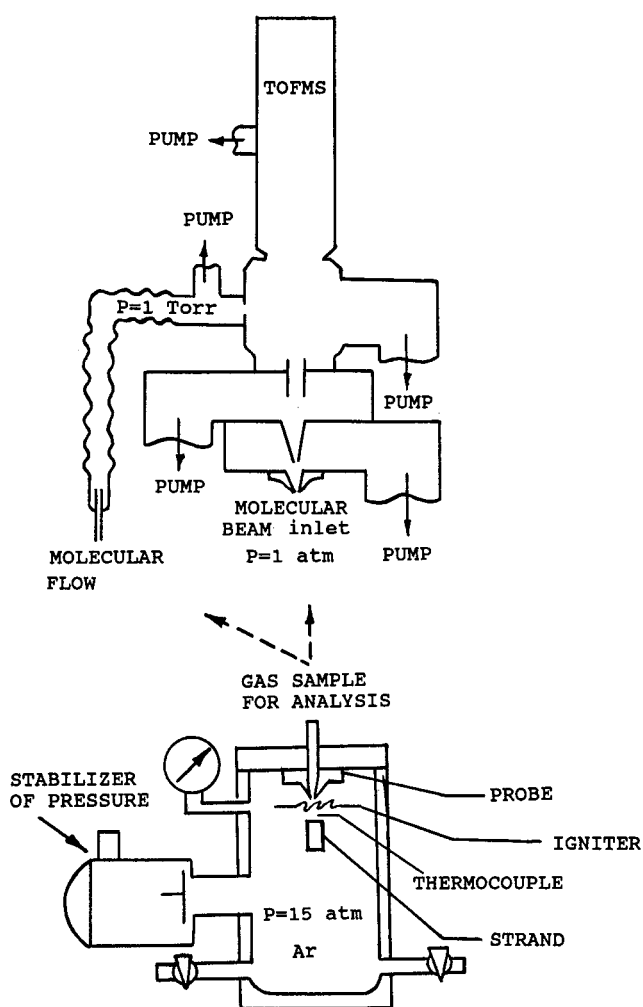 TOFMS
PUMP
PUMP
P=1 Torr
PUMP
PUMP
MOLECULAR
BEAM inlet
P=1 atm
PUMP
MOLECULAR
FLOW
GAS SAMPLE
FOR ANALYSIS
STABILIZER
OF PRESSURE
PROBE
IGNITER
THERMOCOUPLE
P=15 atm
STRAND
Ar